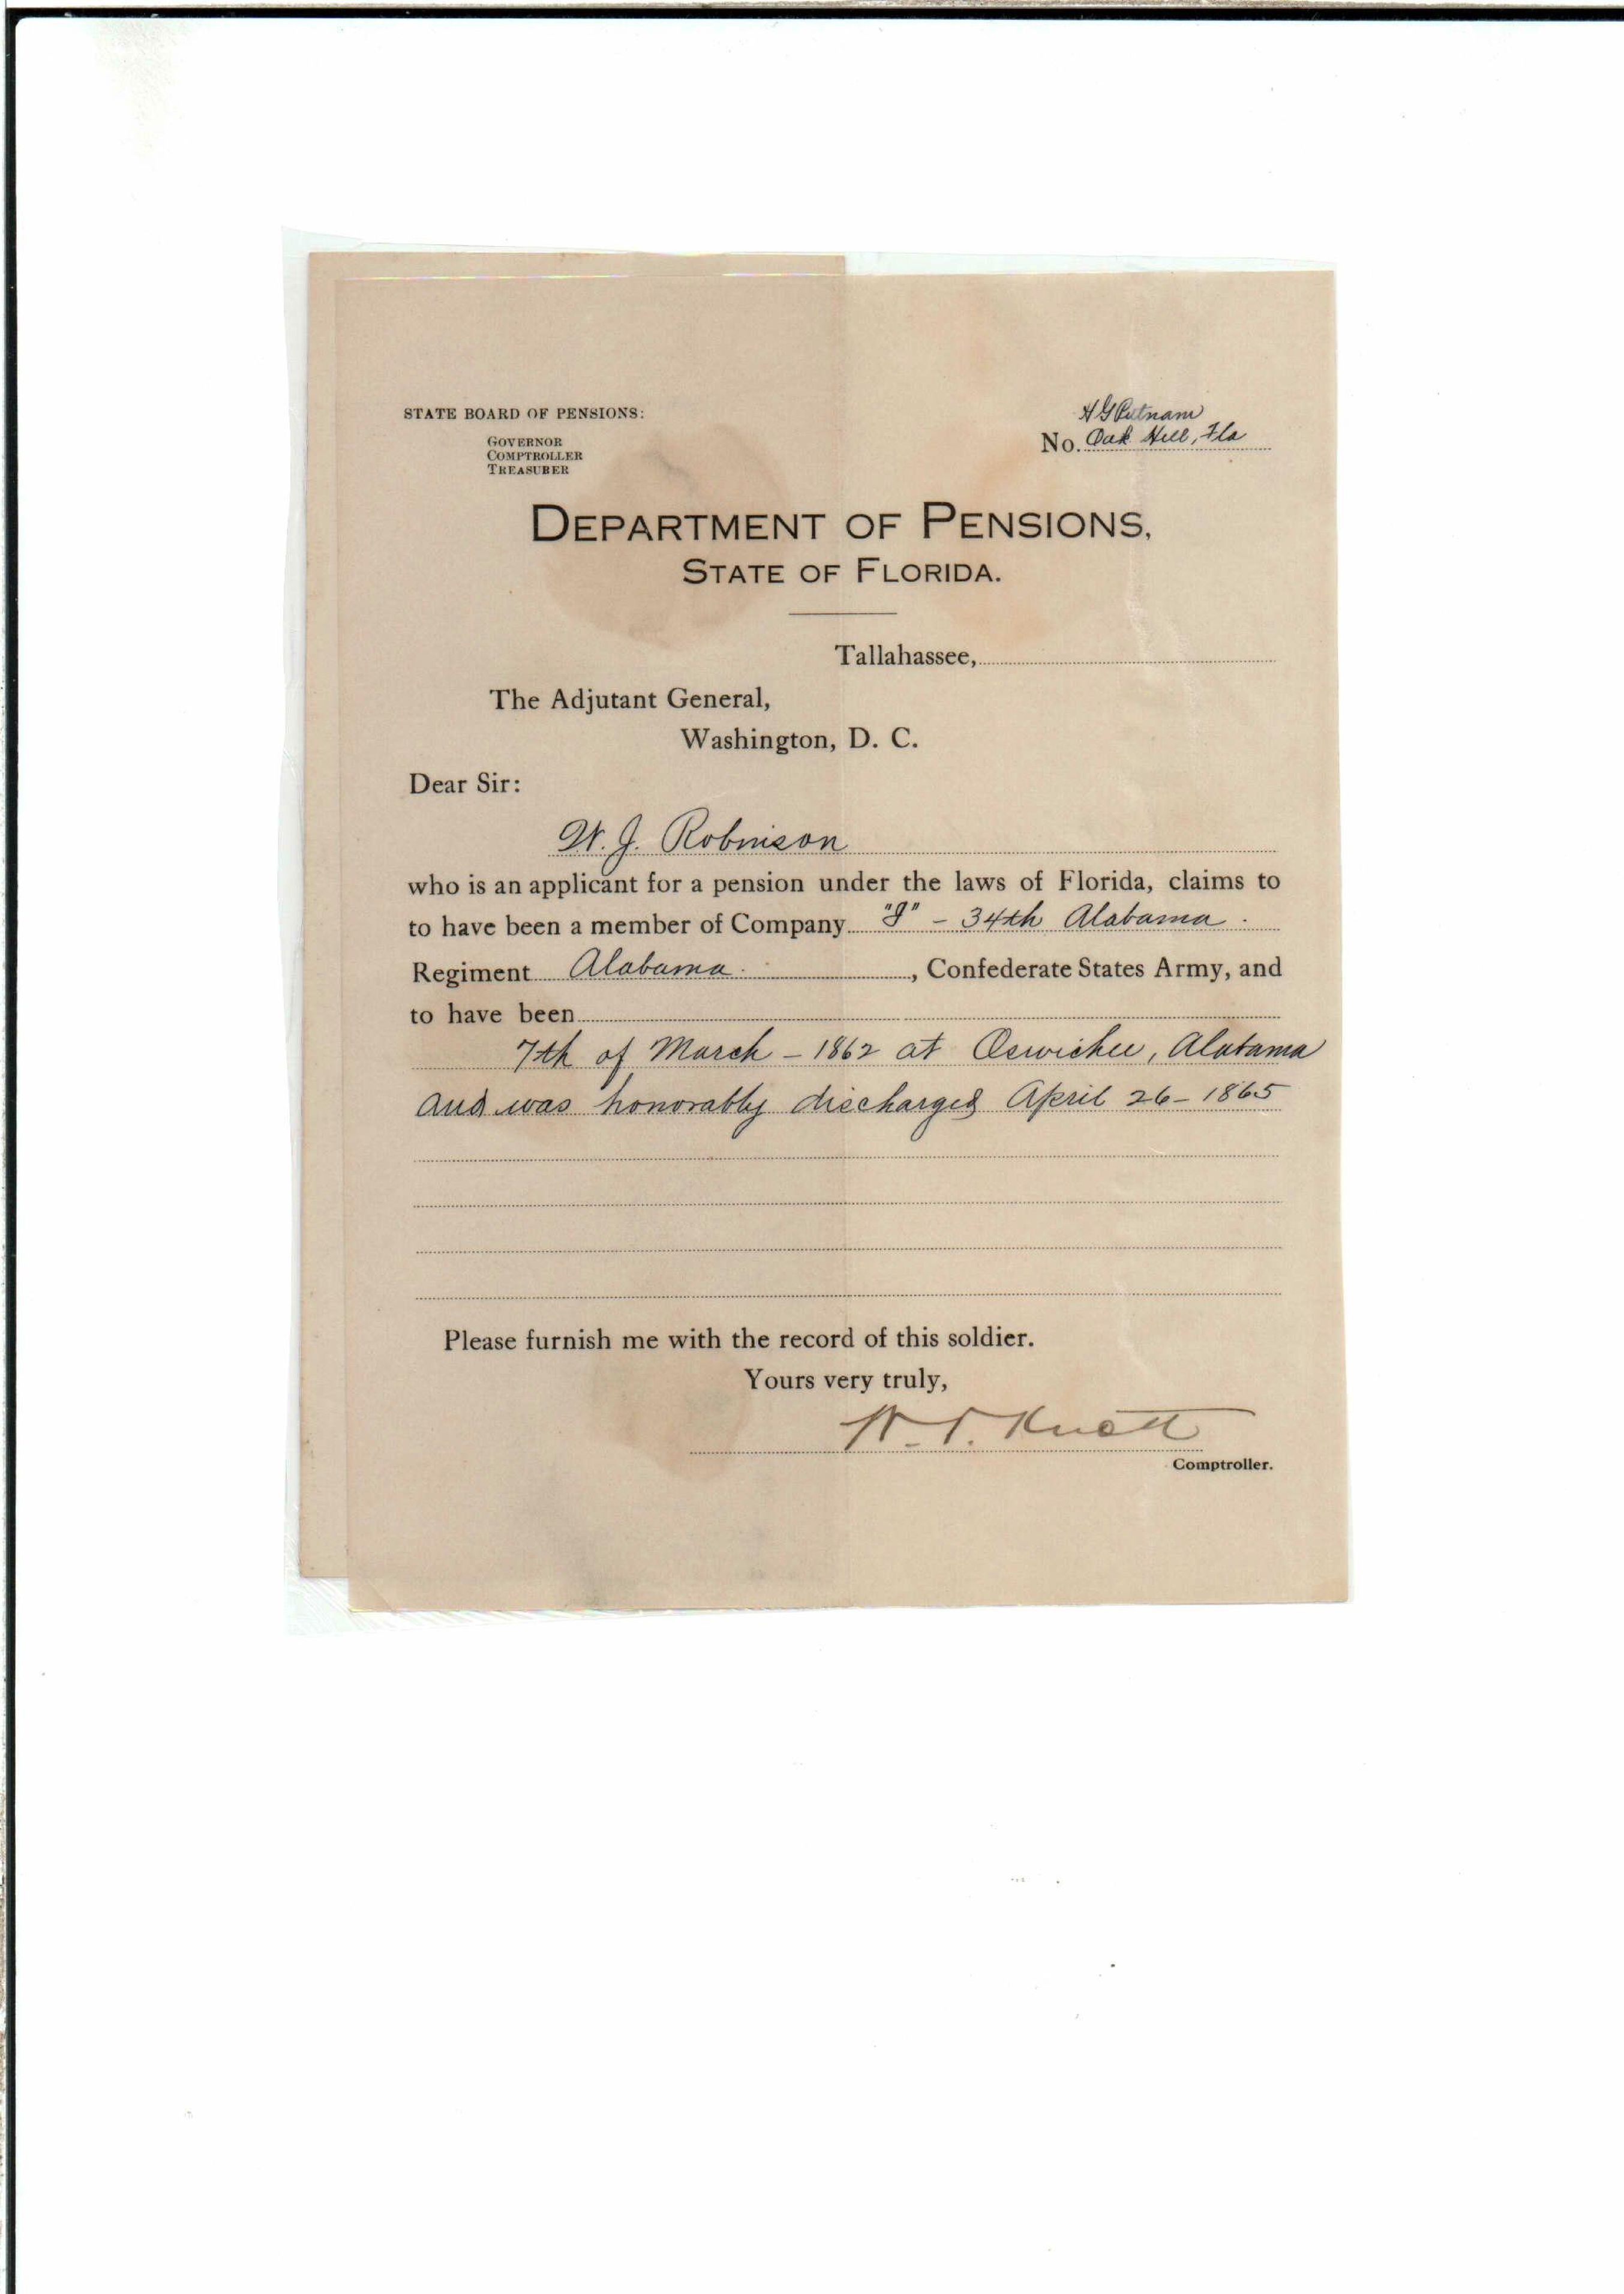 STATE BOARD OF PENSIONS:
GOVERNOR
COMPTROLLER
TREASURER
H G Putnam
No. Oak Hill, Fla
DEPARTMENT OF PENSIONS,
STATE OF FLORIDA.
Tallahassee,
The Adjutant General,
Washington, D. C.
Dear Sir:
W. J. Robinson
who is an applicant for a pension under the laws of Florida, claims to
to have been a member of Company - 34th Alabama.
Regiment Alabama. , Confederate States Army, and
to have been
7th of March - 1862 at Oswichee, Alabama
and was honorably discharged April 26 - 1865
Please furnish me with the record of this soldier.
Yours very truly,
W. V. Knott
Comptroller.